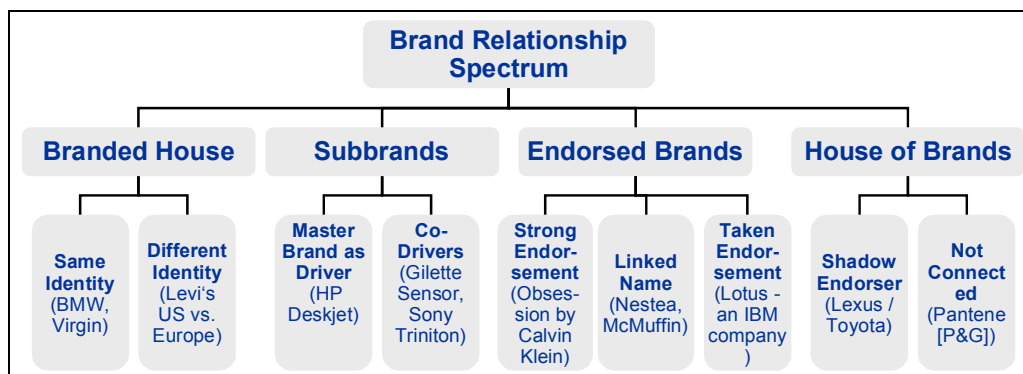 Brand Relationship
Spectrum
Branded House
Subbrands
Endorsed Brands
House of Brands
Same
Identity
(BMW,
Virgin)
Different
Identity
(Levi‘s
US vs.
Europe)
Master
Brand as
Driver
(HP
Deskjet)
Co-
Drivers
(Gilette
Sensor,
Sony
Triniton)
Strong
Endor-
sement
(Obses-
sion by
Calvin
Klein)
Linked
Name
(Nestea,
McMuffin)
Taken
Endor-
sement
(Lotus -
an IBM
company
)
Shadow
Endorser
(Lexus /
Toyota)
Not
Connect
ed
(Pantene
[P&G])